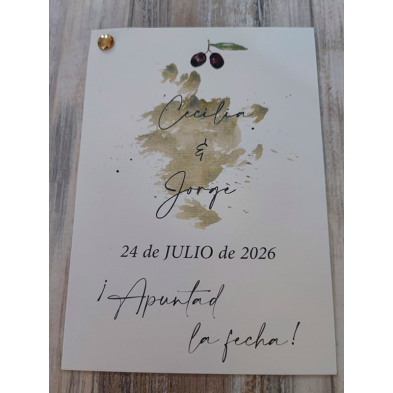 Cecilia
&
Jorge
24 de JULIO de 2026
¡Apuntad
la fecha!